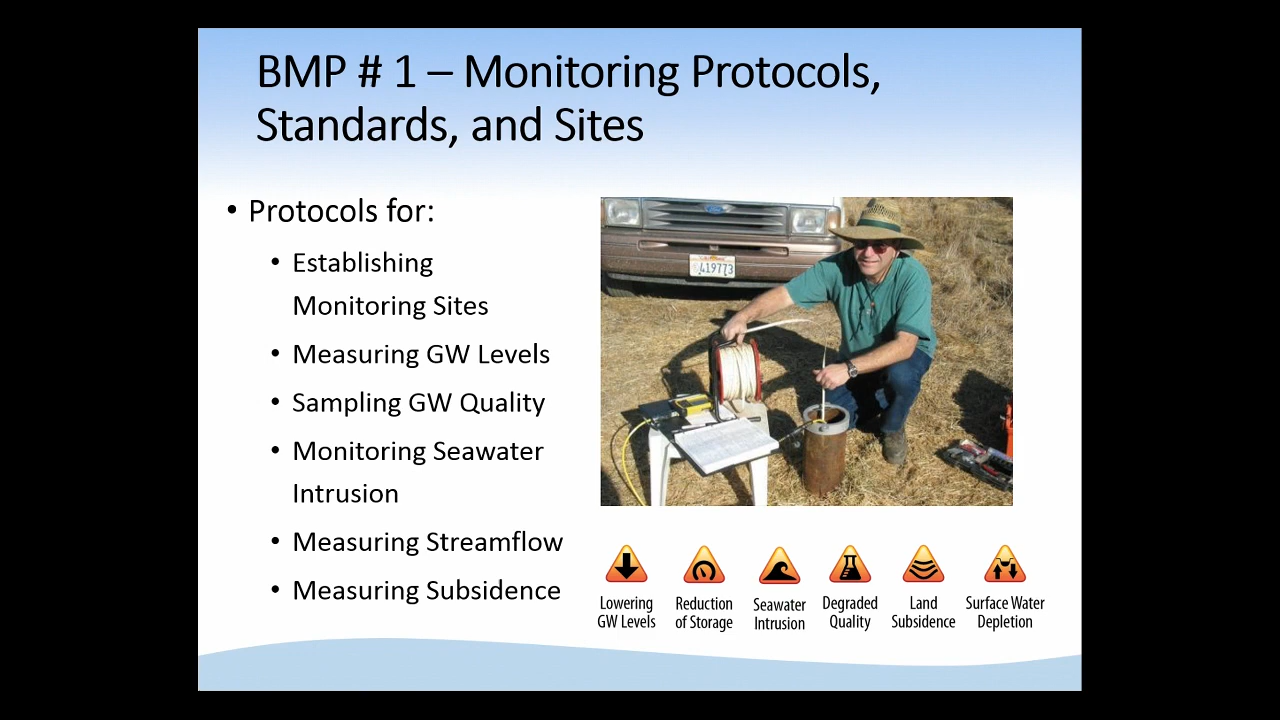 BMP # 1 – Monitoring Protocols,
Standards, and Sites
• Protocols for:
• Establishing
Monitoring Sites
• Measuring GW Levels
• Sampling GW Quality
• Monitoring Seawater
Intrusion
• Measuring Streamflow
• Measuring Subsidence
Ford
419773
Lowering
GW Levels
Reduction
of Storage
Seawater
Intrusion
Degraded
Quality
Land
Subsidence
Surface Water
Depletion